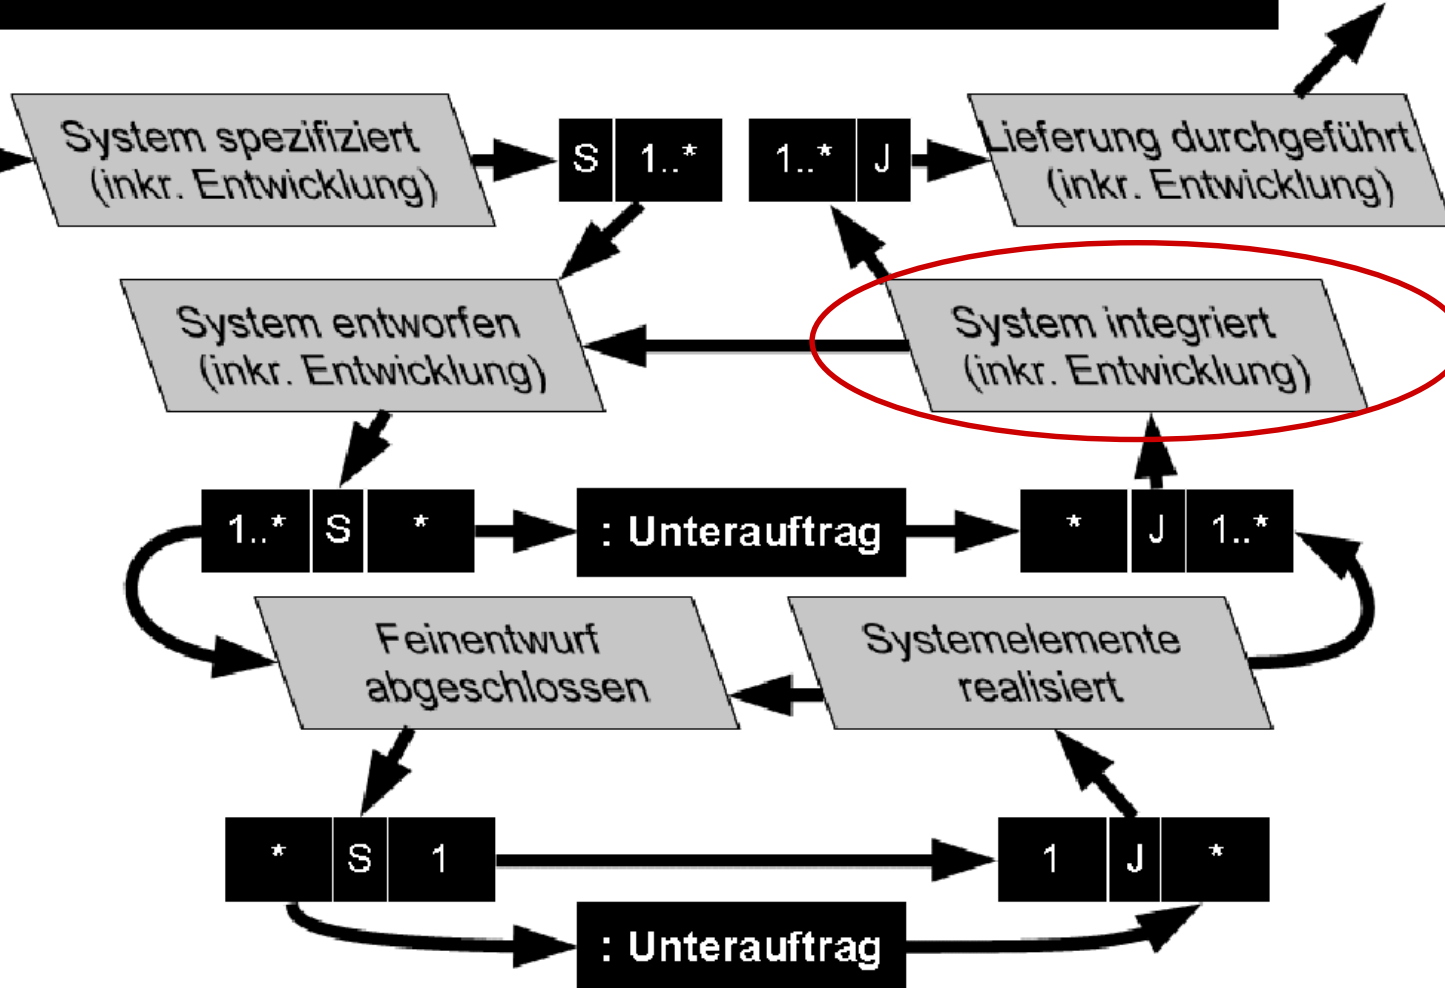 System spezifiziert
(inkr. Entwicklung)
S 1..*
1..* J
Lieferung durchgeführt
(inkr. Entwicklung)
System entworfen
(inkr. Entwicklung)
System integriert
(inkr. Entwicklung)
1..* S *
: Unterauftrag
* J 1..*
Feinentwurf
abgeschlossen
Systemelemente
realisiert
* S 1
1 J *
: Unterauftrag